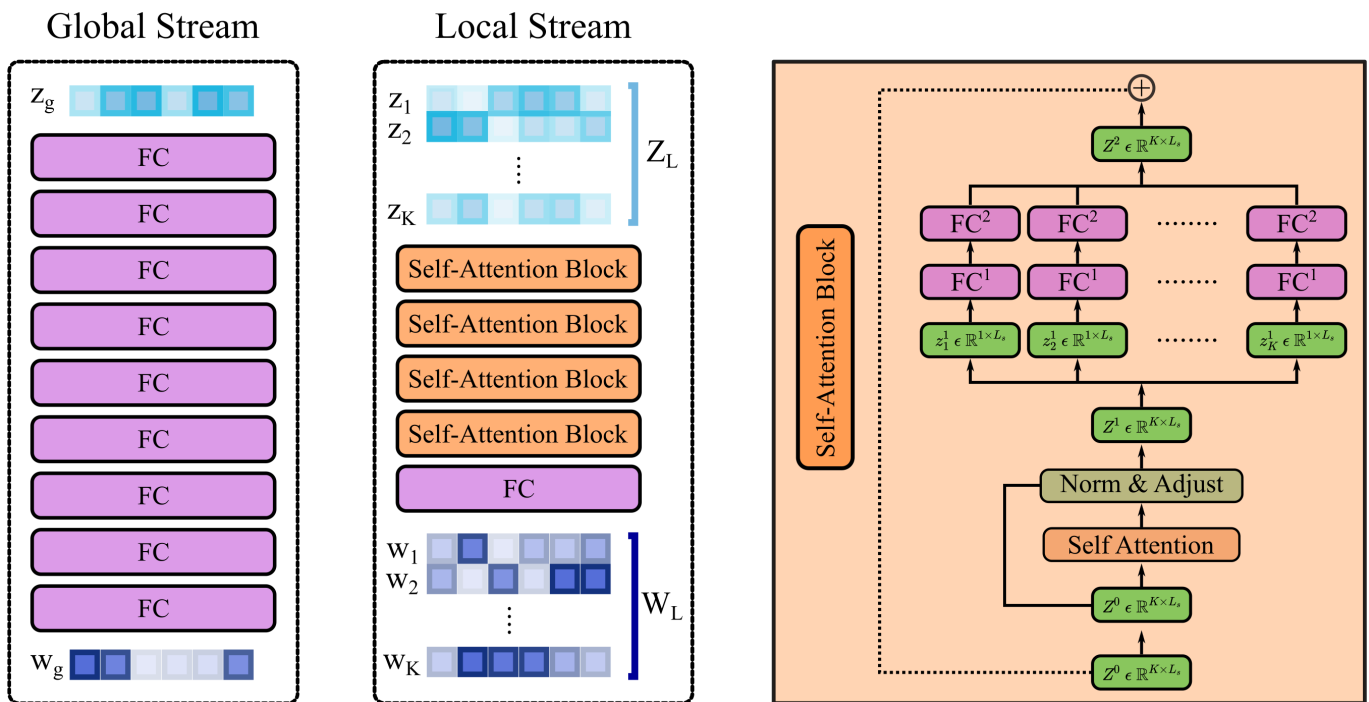 Global Stream
z_g
FC
FC
FC
FC
FC
FC
FC
FC
FC
w_g
Local Stream
z_1
z_2
⋮
z_K
Z_L
Self-Attention Block
Self-Attention Block
Self-Attention Block
Self-Attention Block
FC
w_1
w_2
⋮
w_K
W_L
Self-Attention Block
+
Z^2 ϵ ℝ^{K×L_s}
FC^2 FC^2 ........ FC^2
FC^1 FC^1 ........ FC^1
z_1^1 ϵ ℝ^{1×L_s} z_2^1 ϵ ℝ^{1×L_s} ........ z_K^1 ϵ ℝ^{1×L_s}
Z^1 ϵ ℝ^{K×L_s}
Norm & Adjust
Self Attention
Z^0 ϵ ℝ^{K×L_s}
Z^0 ϵ ℝ^{K×L_s}